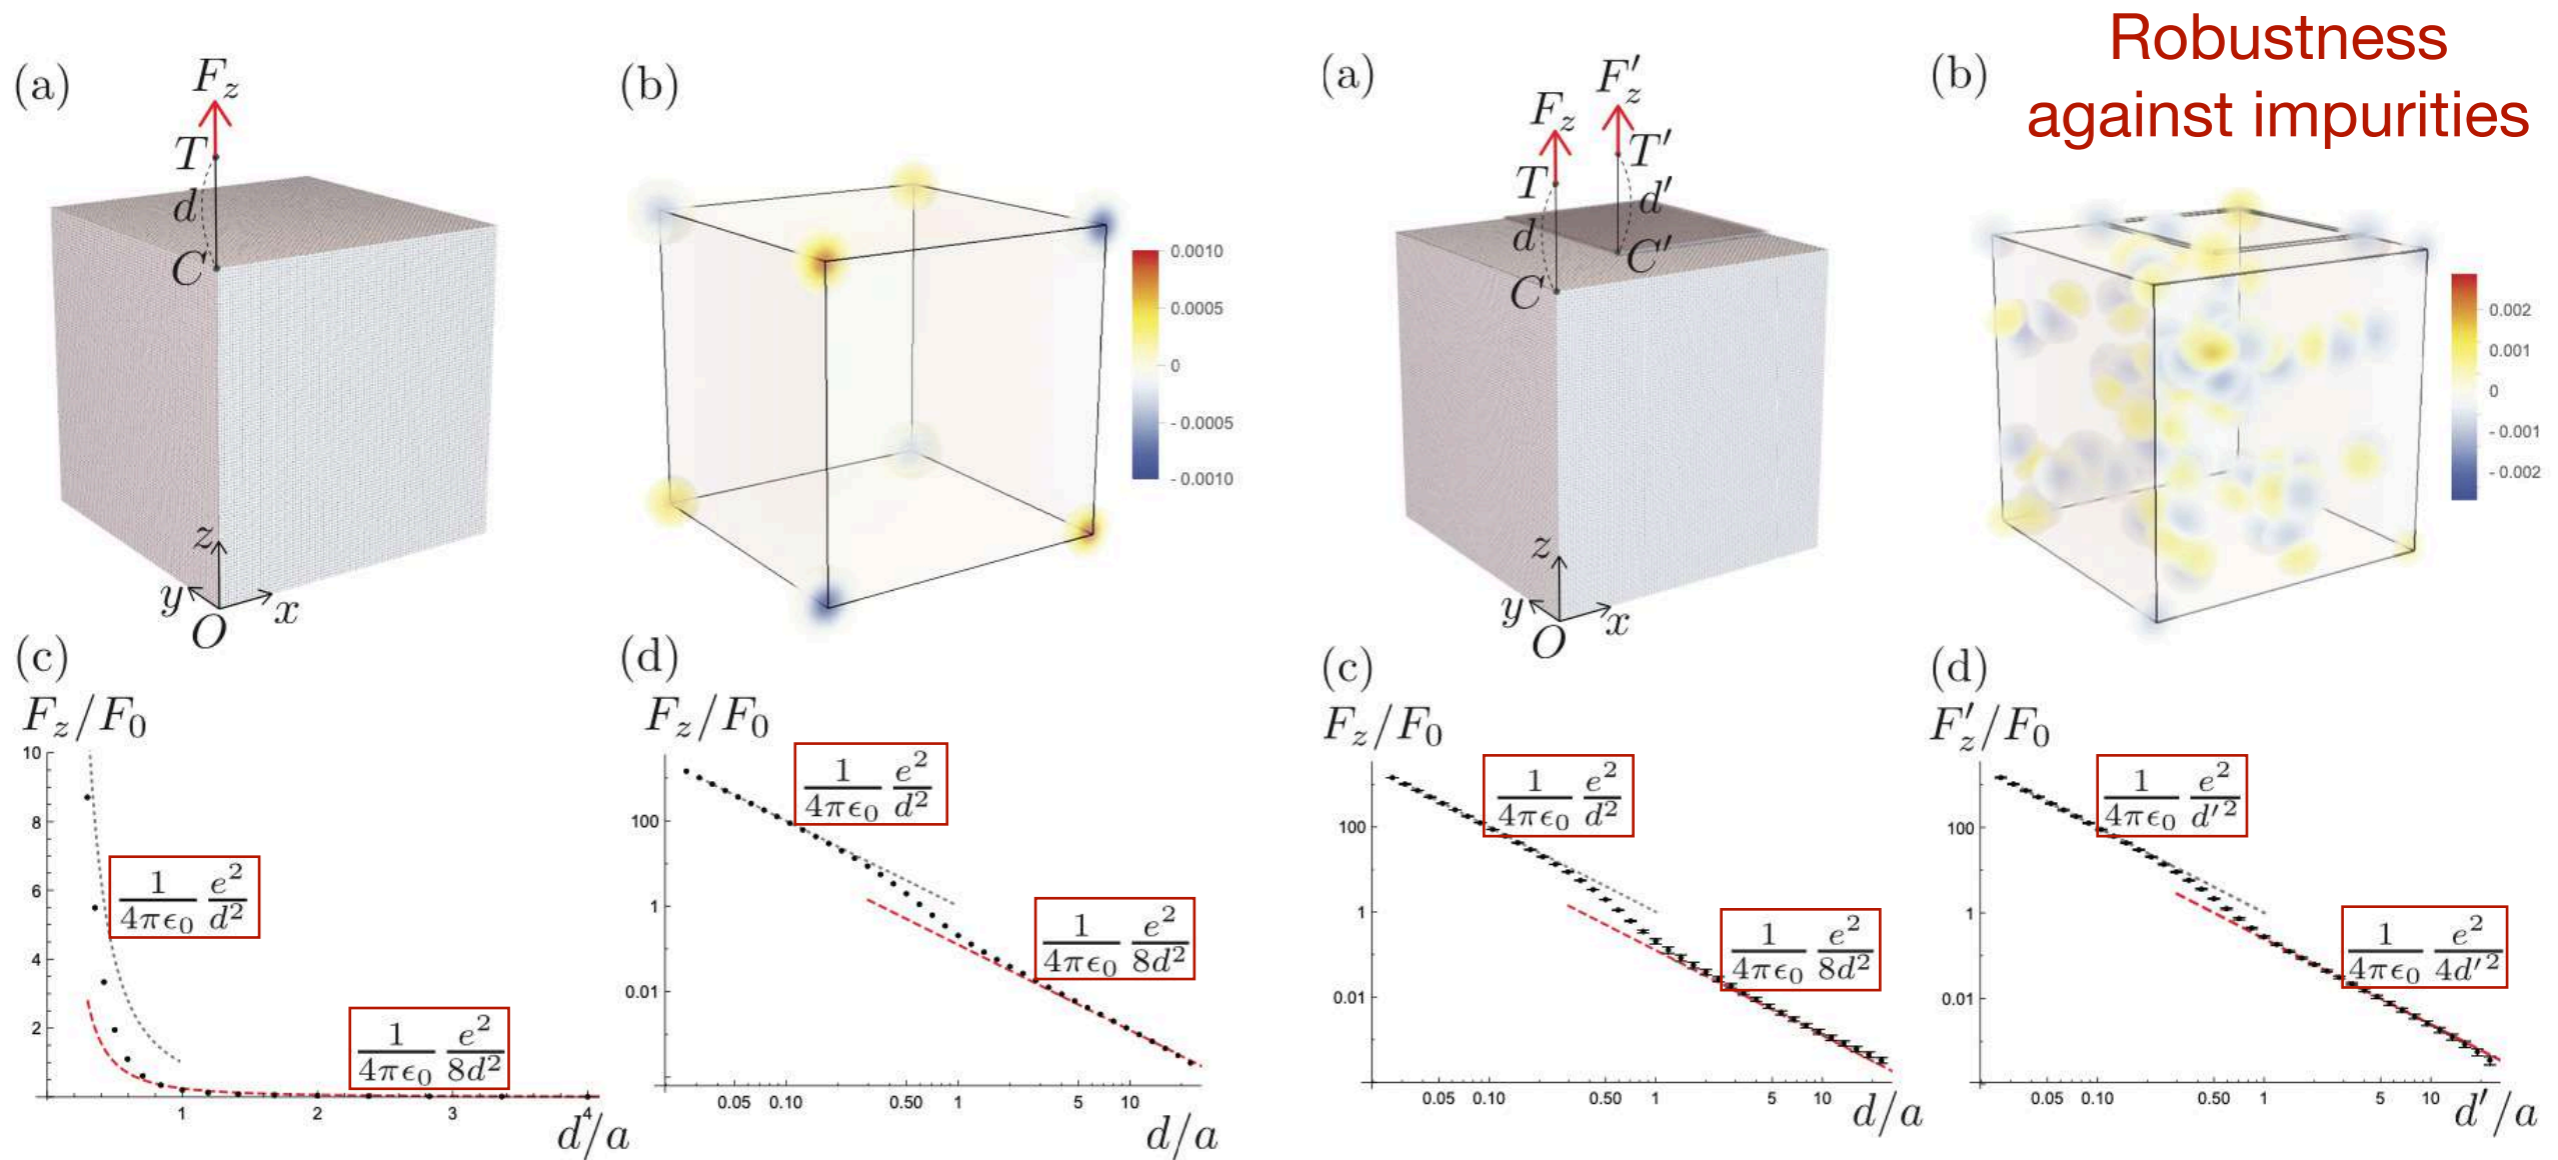 Robustness
against impurities
(a)
F_z
T
d
C
z
y
x
O
(b)
0.0010
0.0005
0
- 0.0005
- 0.0010
(a)
F_z
F'_z
T
T'
d
d'
C
C'
z
y
x
O
(b)
0.002
0.001
0
- 0.001
- 0.002
(c)
F_z/F_0
10
8
6
4
2
1/(4πϵ_0) e^2/d^2
1/(4πϵ_0) e^2/(8d^2)
1 2 3 4
d/a
(d)
F_z/F_0
100
1
0.01
1/(4πϵ_0) e^2/d^2
1/(4πϵ_0) e^2/(8d^2)
0.05 0.10 0.50 1 5 10
d/a
(c)
F_z/F_0
100
1
0.01
1/(4πϵ_0) e^2/d^2
1/(4πϵ_0) e^2/(8d^2)
0.05 0.10 0.50 1 5 10
d/a
(d)
F'_z/F_0
100
1
0.01
1/(4πϵ_0) e^2/d'^2
1/(4πϵ_0) e^2/(4d'^2)
0.05 0.10 0.50 1 5 10
d'/a